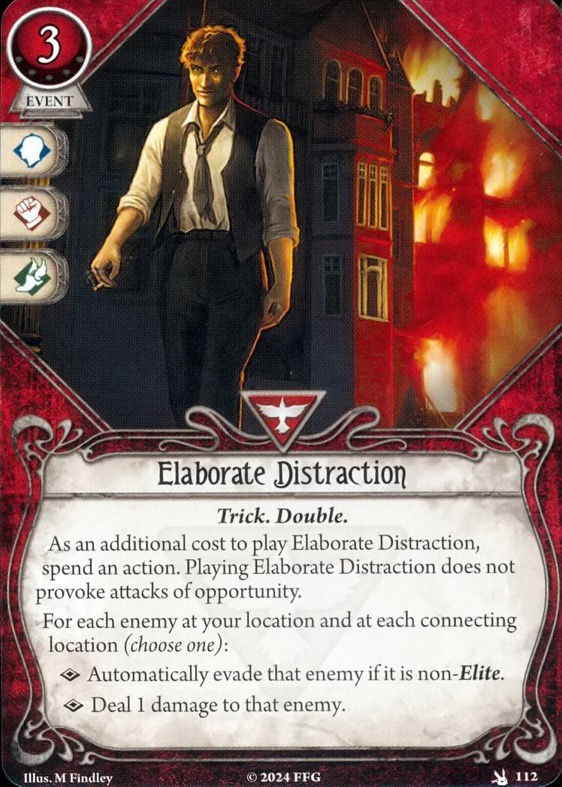 3
EVENT
Elaborate Distraction
Trick. Double.
As an additional cost to play Elaborate Distraction,
spend an action. Playing Elaborate Distraction does not
provoke attacks of opportunity.
For each enemy at your location and at each connecting
location (choose one):
Automatically evade that enemy if it is non-Elite.
Deal 1 damage to that enemy.
Illus. M Findley
© 2024 FFG
112